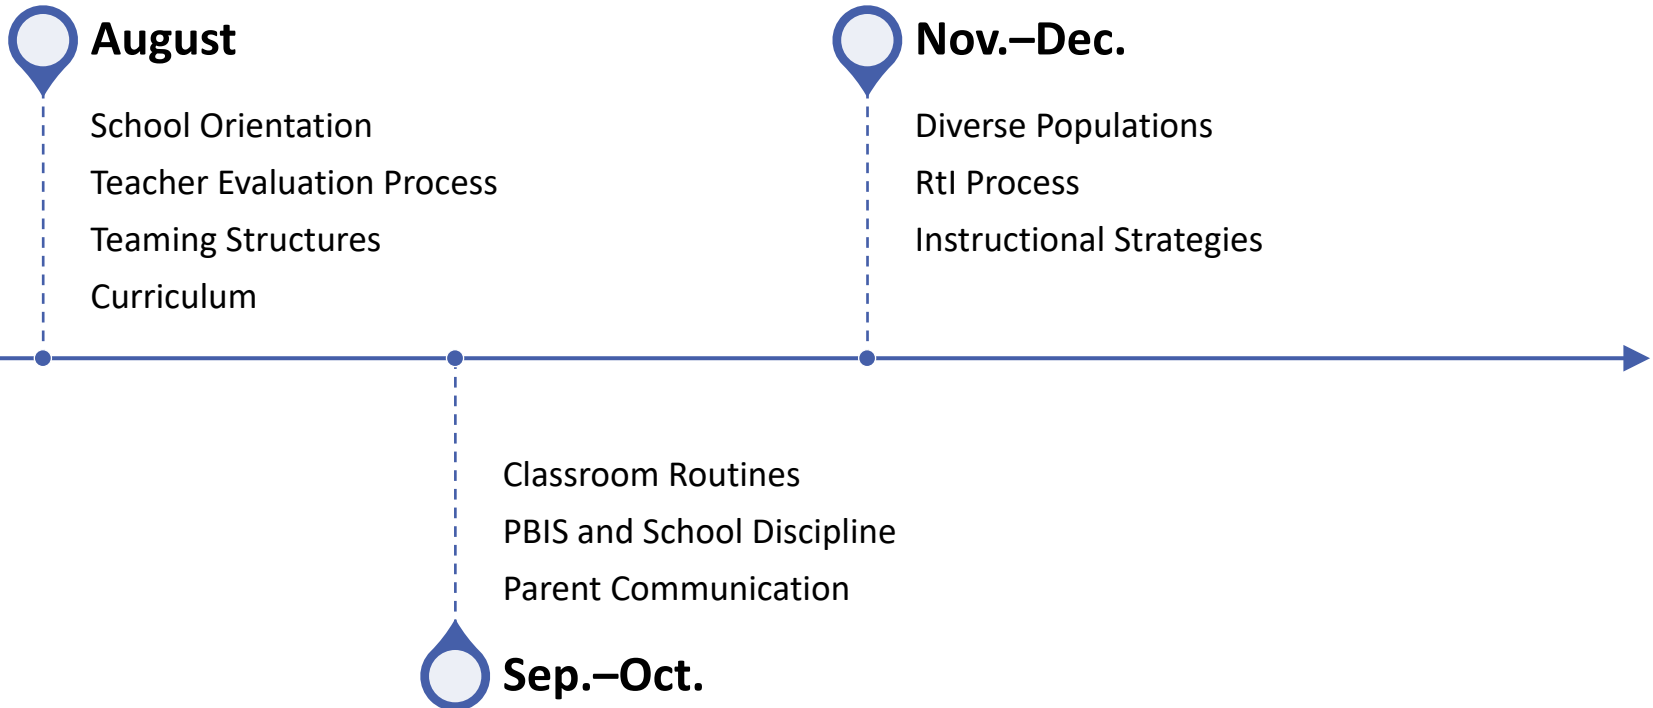 August
School Orientation
Teacher Evaluation Process
Teaming Structures
Curriculum
Classroom Routines
PBIS and School Discipline
Parent Communication
Sep.–Oct.
Nov.–Dec.
Diverse Populations
RtI Process
Instructional Strategies